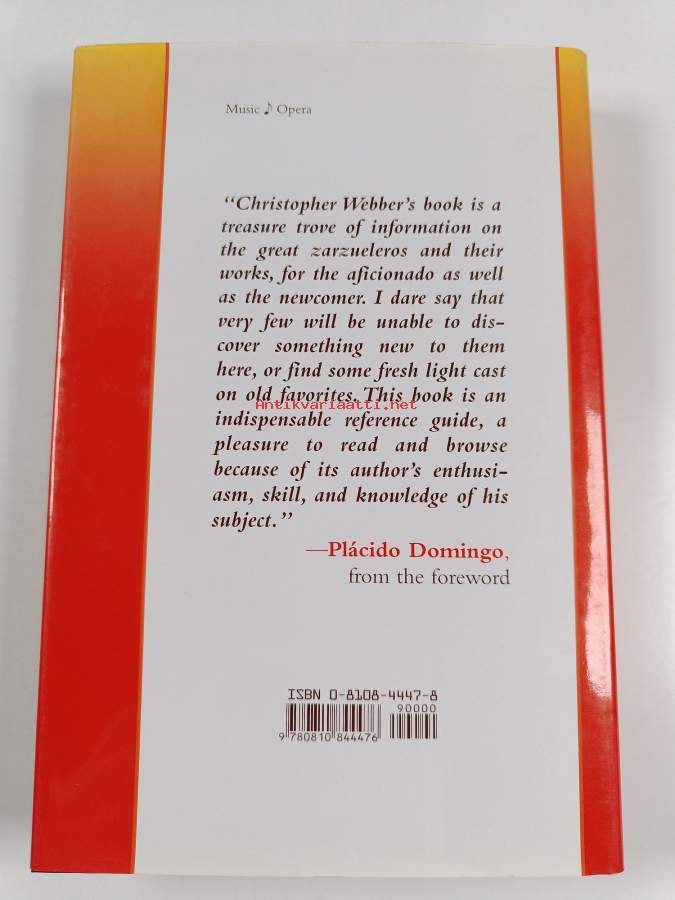 Music ♪ Opera
“Christopher Webber’s book is a
treasure trove of information on
the great zarzueleros and their
works, for the aficionado as well
as the newcomer. I dare say that
very few will be unable to dis-
cover something new to them
here, or find some fresh light cast
on old favorites. This book is an
Antikvariaatti.net
indispensable reference guide, a
pleasure to read and browse
because of its author’s enthusi-
asm, skill, and knowledge of his
subject.”
—Plácido Domingo,
from the foreword
ISBN 0-8108-4447-8
90000
9 780810 844476